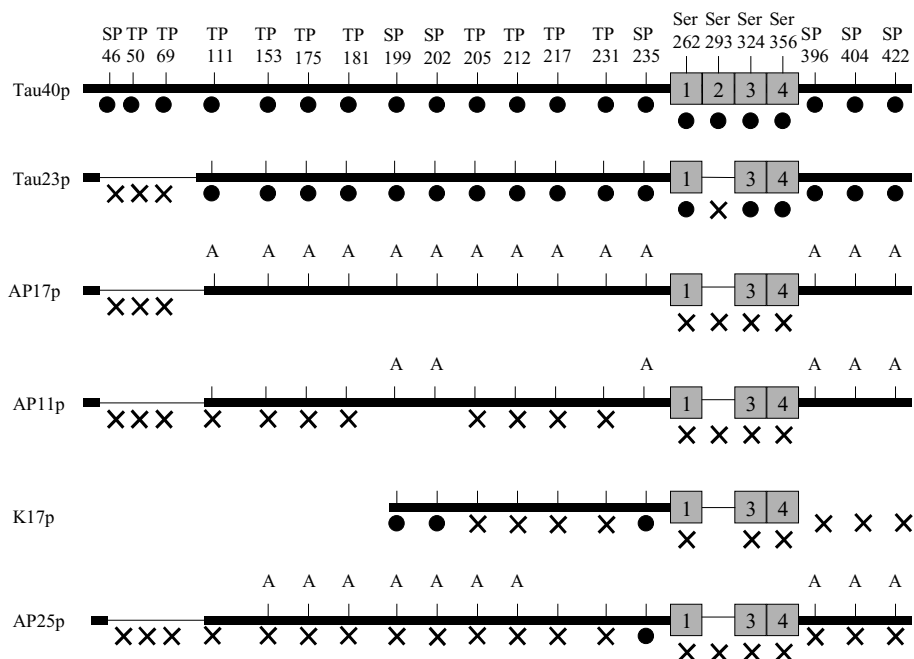 SP TP TP TP TP TP TP SP SP TP TP TP TP SP Ser Ser Ser Ser SP SP SP
46 50 69 111 153 175 181 199 202 205 212 217 231 235 262 293 324 356 396 404 422
Tau40p 1 2 3 4
Tau23p 1 3 4
A A A A A A A A A A A A A A
AP17p 1 3 4
A A A A A A
AP11p 1 3 4
K17p 1 3 4
A A A A A A A A A A
AP25p 1 3 4